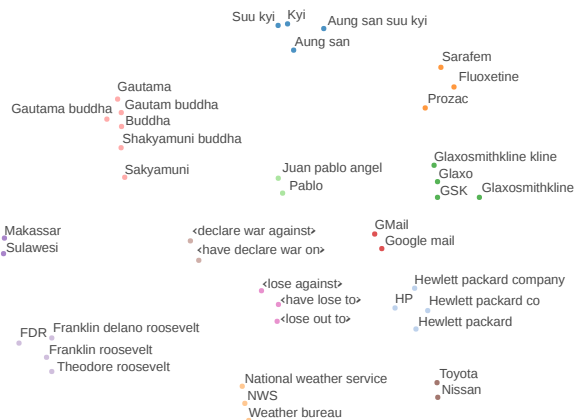 Suu kyi
Kyi
Aung san suu kyi
Aung san
Sarafem
Fluoxetine
Prozac
Gautama
Gautama buddha
Gautam buddha
Buddha
Shakyamuni buddha
Sakyamuni
Juan pablo angel
Pablo
Glaxosmithkline kline
Glaxo
GSK
Glaxosmithkline
Makassar
Sulawesi
<declare war against>
<have declare war on>
GMail
Google mail
<lose against>
<have lose to>
<lose out to>
Hewlett packard company
HP
Hewlett packard co
Hewlett packard
FDR
Franklin delano roosevelt
Franklin roosevelt
Theodore roosevelt
National weather service
NWS
Weather bureau
Toyota
Nissan